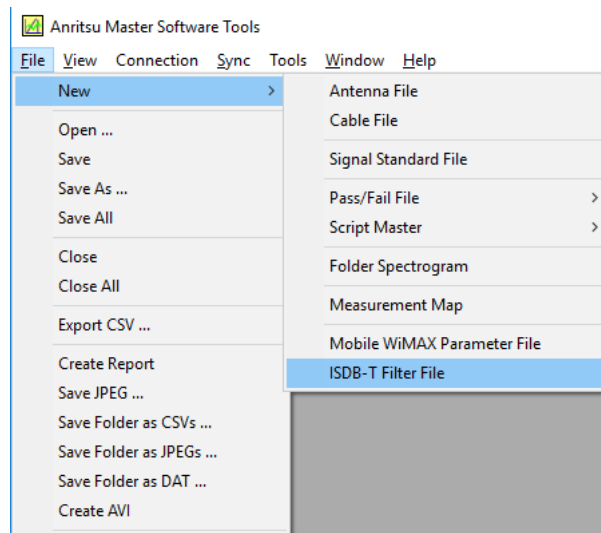 Anritsu Master Software Tools
File View Connection Sync Tools Window Help
New
Open ...
Save
Save As ...
Save All
Close
Close All
Export CSV ...
Create Report
Save JPEG ...
Save Folder as CSVs ...
Save Folder as JPEGs ...
Save Folder as DAT ...
Create AVI
Antenna File
Cable File
Signal Standard File
Pass/Fail File
Script Master
Folder Spectrogram
Measurement Map
Mobile WiMAX Parameter File
ISDB-T Filter File